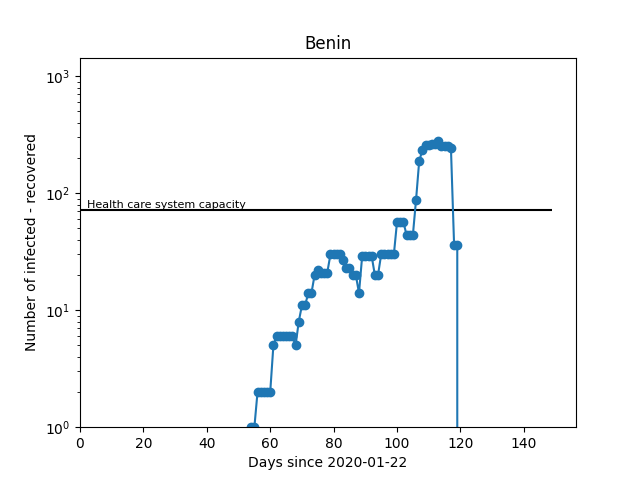 Benin
Number of infected - recovered
10³
10²
10¹
10⁰
Health care system capacity
0 20 40 60 80 100 120 140
Days since 2020-01-22